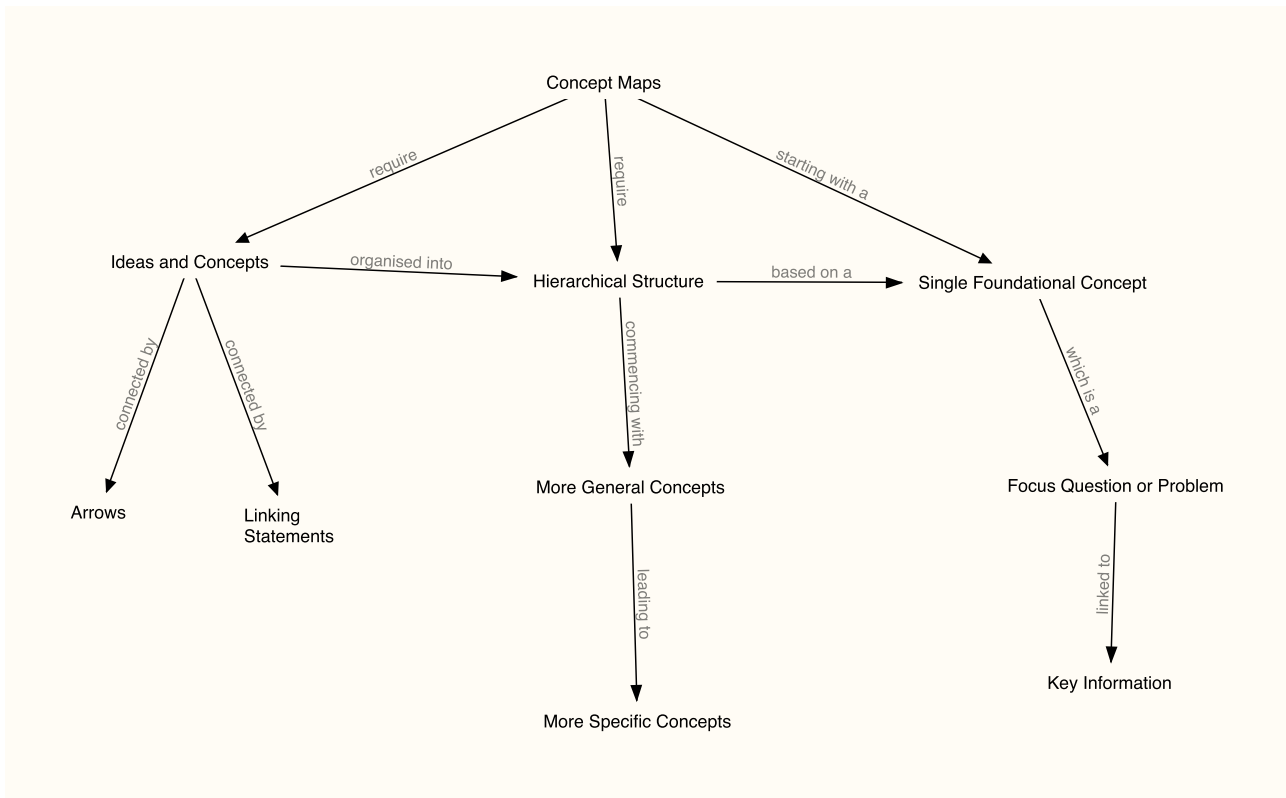 Concept Maps
require
require
starting with a
Ideas and Concepts
organised into
Hierarchical Structure
based on a
Single Foundational Concept
connected by
connected by
commencing with
which is a
Arrows
Linking
Statements
More General Concepts
Focus Question or Problem
leading to
linked to
More Specific Concepts
Key Information